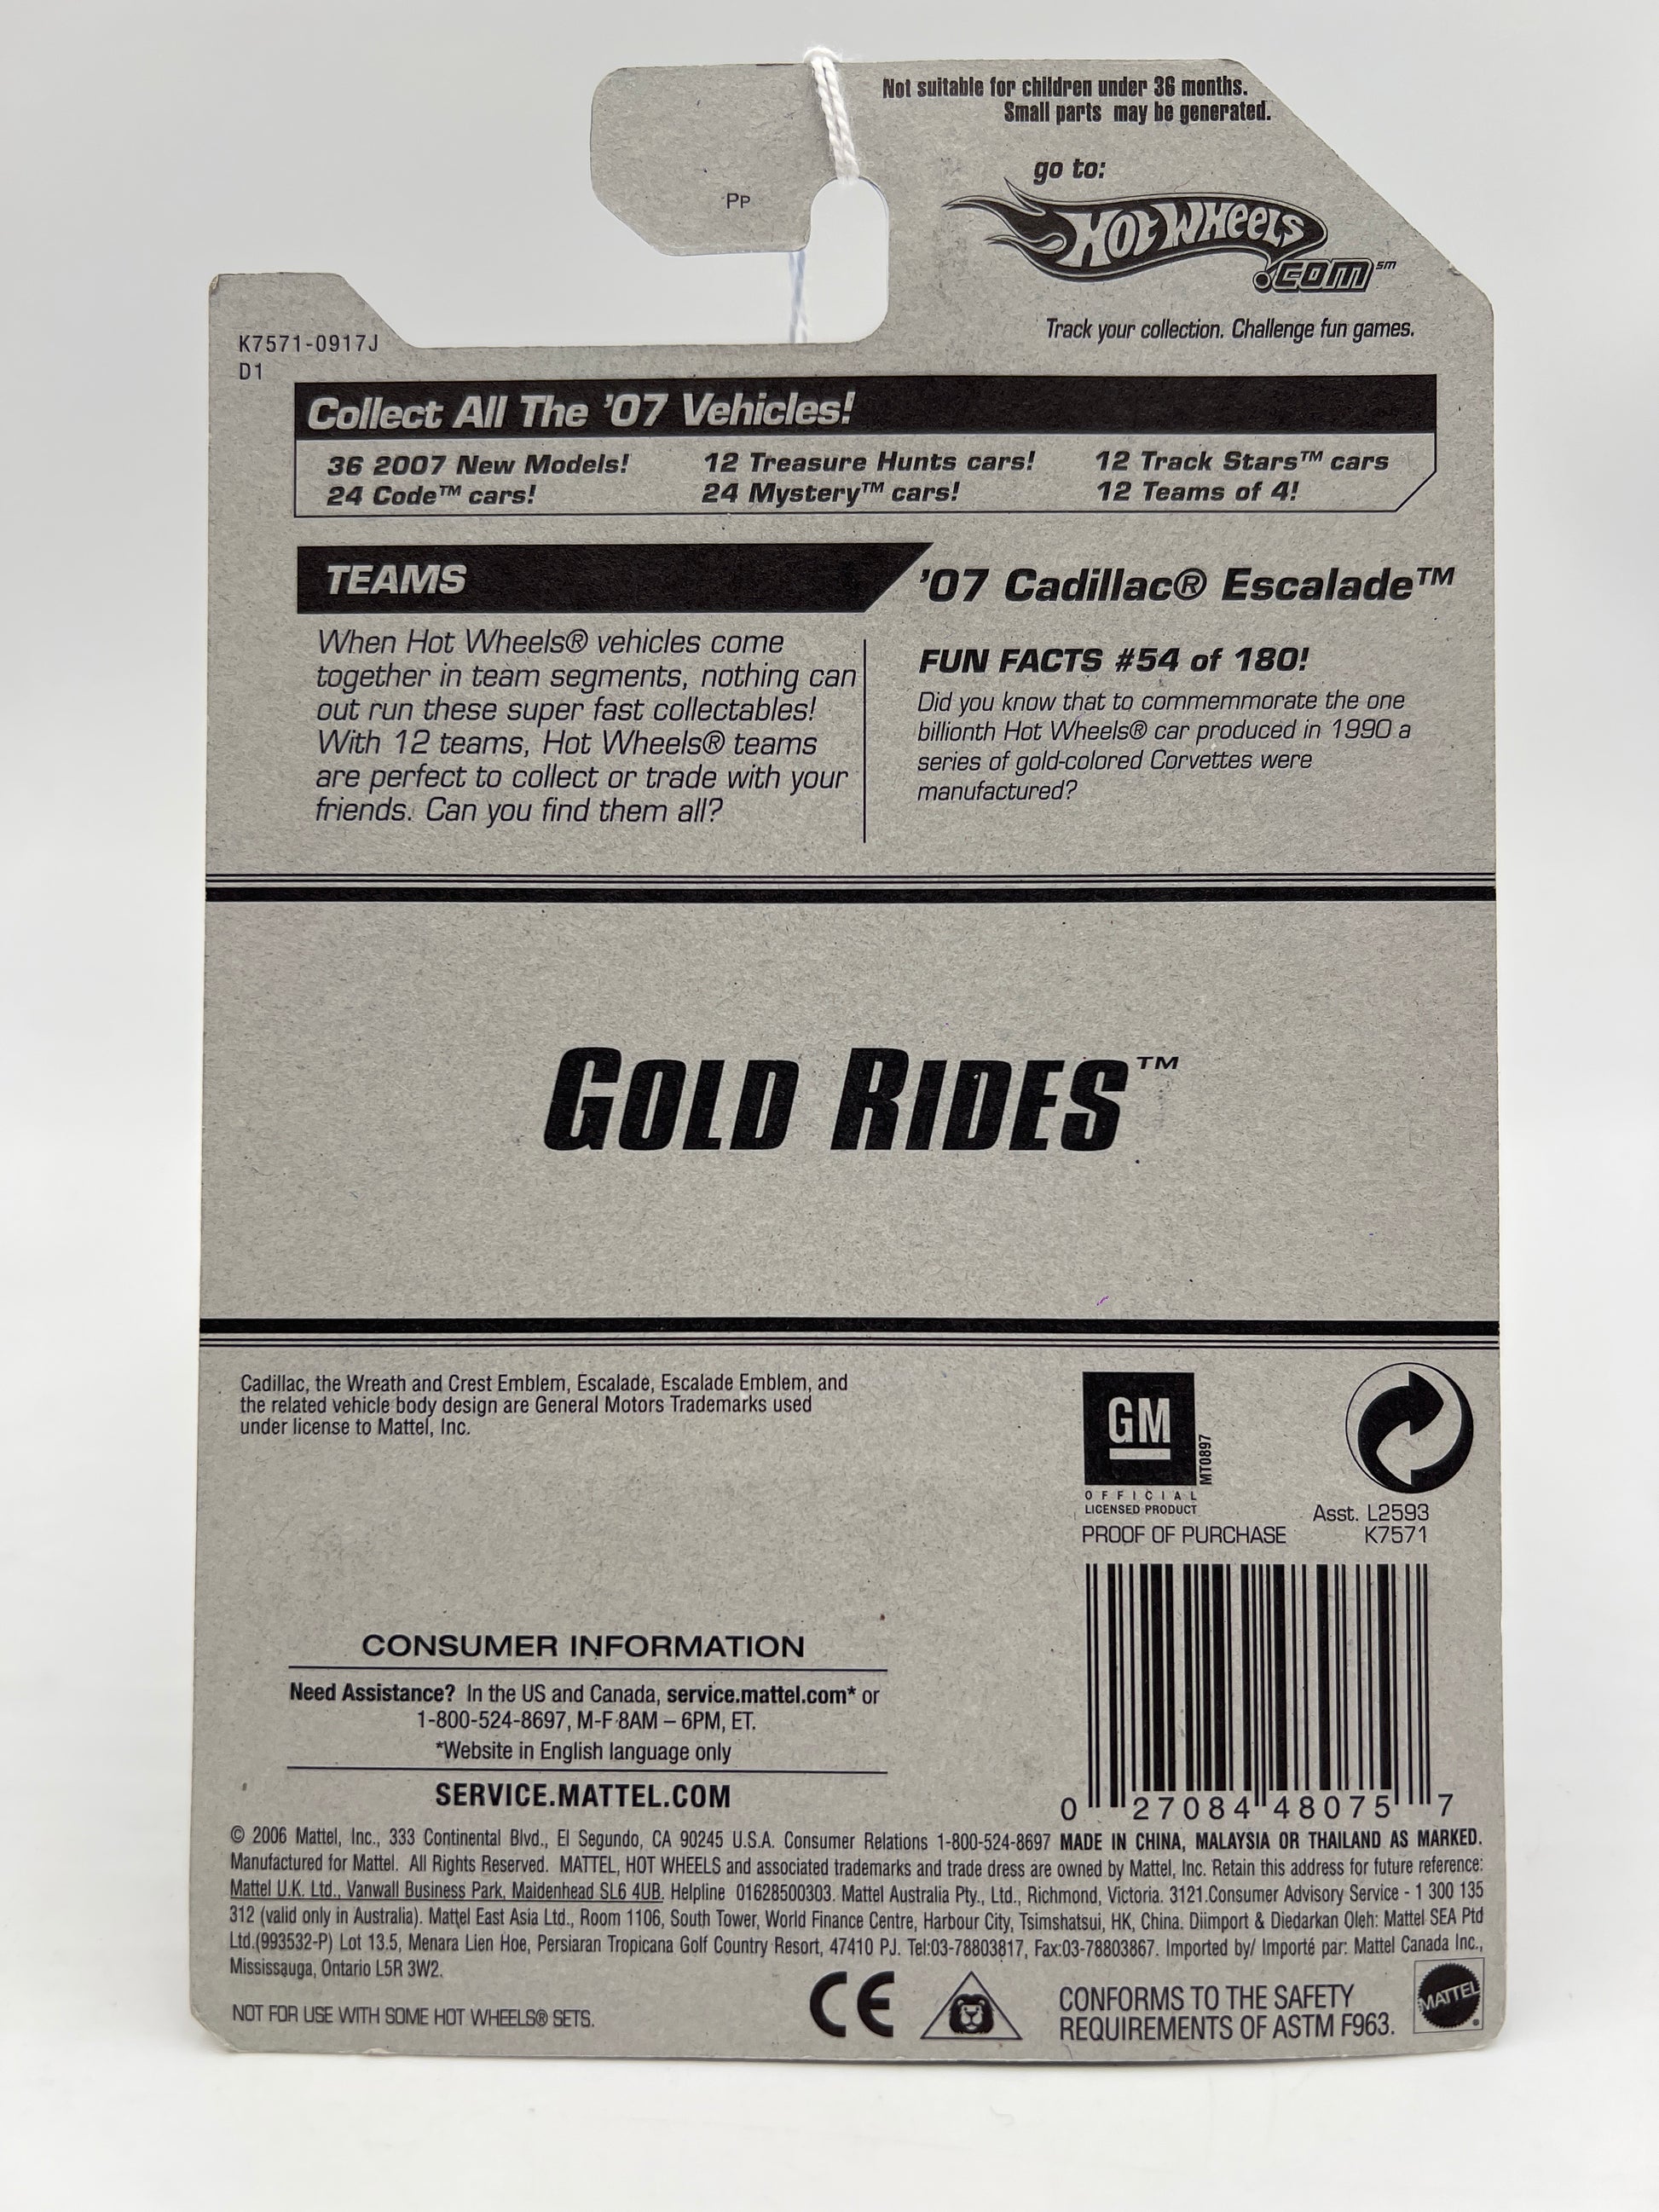 Not suitable for children under 36 months.
Small parts may be generated.
go to:
Hot Wheels
.com℠
Track your collection. Challenge fun games.
PP
K7571-0917J
D1
Collect All The '07 Vehicles!
36 2007 New Models! 12 Treasure Hunts cars! 12 Track Stars™ cars
24 Code™ cars! 24 Mystery™ cars! 12 Teams of 4!
TEAMS
When Hot Wheels® vehicles come
together in team segments, nothing can
out run these super fast collectables!
With 12 teams, Hot Wheels® teams
are perfect to collect or trade with your
friends. Can you find them all?
'07 Cadillac® Escalade™
FUN FACTS #54 of 180!
Did you know that to commemmorate the one
billionth Hot Wheels® car produced in 1990 a
series of gold-colored Corvettes were
manufactured?
GOLD RIDES™
Cadillac, the Wreath and Crest Emblem, Escalade, Escalade Emblem, and
the related vehicle body design are General Motors Trademarks used
under license to Mattel, Inc.
GM
MT0897
OFFICIAL
LICENSED PRODUCT
PROOF OF PURCHASE
Asst. L2593
K7571
0 27084 48075 7
CONSUMER INFORMATION
Need Assistance? In the US and Canada, service.mattel.com* or
1-800-524-8697, M-F 8AM – 6PM, ET.
*Website in English language only
SERVICE.MATTEL.COM
© 2006 Mattel, Inc., 333 Continental Blvd., El Segundo, CA 90245 U.S.A. Consumer Relations 1-800-524-8697 MADE IN CHINA, MALAYSIA OR THAILAND AS MARKED.
Manufactured for Mattel. All Rights Reserved. MATTEL, HOT WHEELS and associated trademarks and trade dress are owned by Mattel, Inc. Retain this address for future reference:
Mattel U.K. Ltd., Vanwall Business Park, Maidenhead SL6 4UB. Helpline 01628500303. Mattel Australia Pty., Ltd., Richmond, Victoria. 3121.Consumer Advisory Service - 1 300 135
312 (valid only in Australia). Mattel East Asia Ltd., Room 1106, South Tower, World Finance Centre, Harbour City, Tsimshatsui, HK, China. Diimport & Diedarkan Oleh: Mattel SEA Ptd
Ltd.(993532-P) Lot 13.5, Menara Lien Hoe, Persiaran Tropicana Golf Country Resort, 47410 PJ. Tel:03-78803817, Fax:03-78803867. Imported by/ Importé par: Mattel Canada Inc.,
Mississauga, Ontario L5R 3W2.
NOT FOR USE WITH SOME HOT WHEELS® SETS.
CE
CONFORMS TO THE SAFETY
REQUIREMENTS OF ASTM F963.
MATTEL®